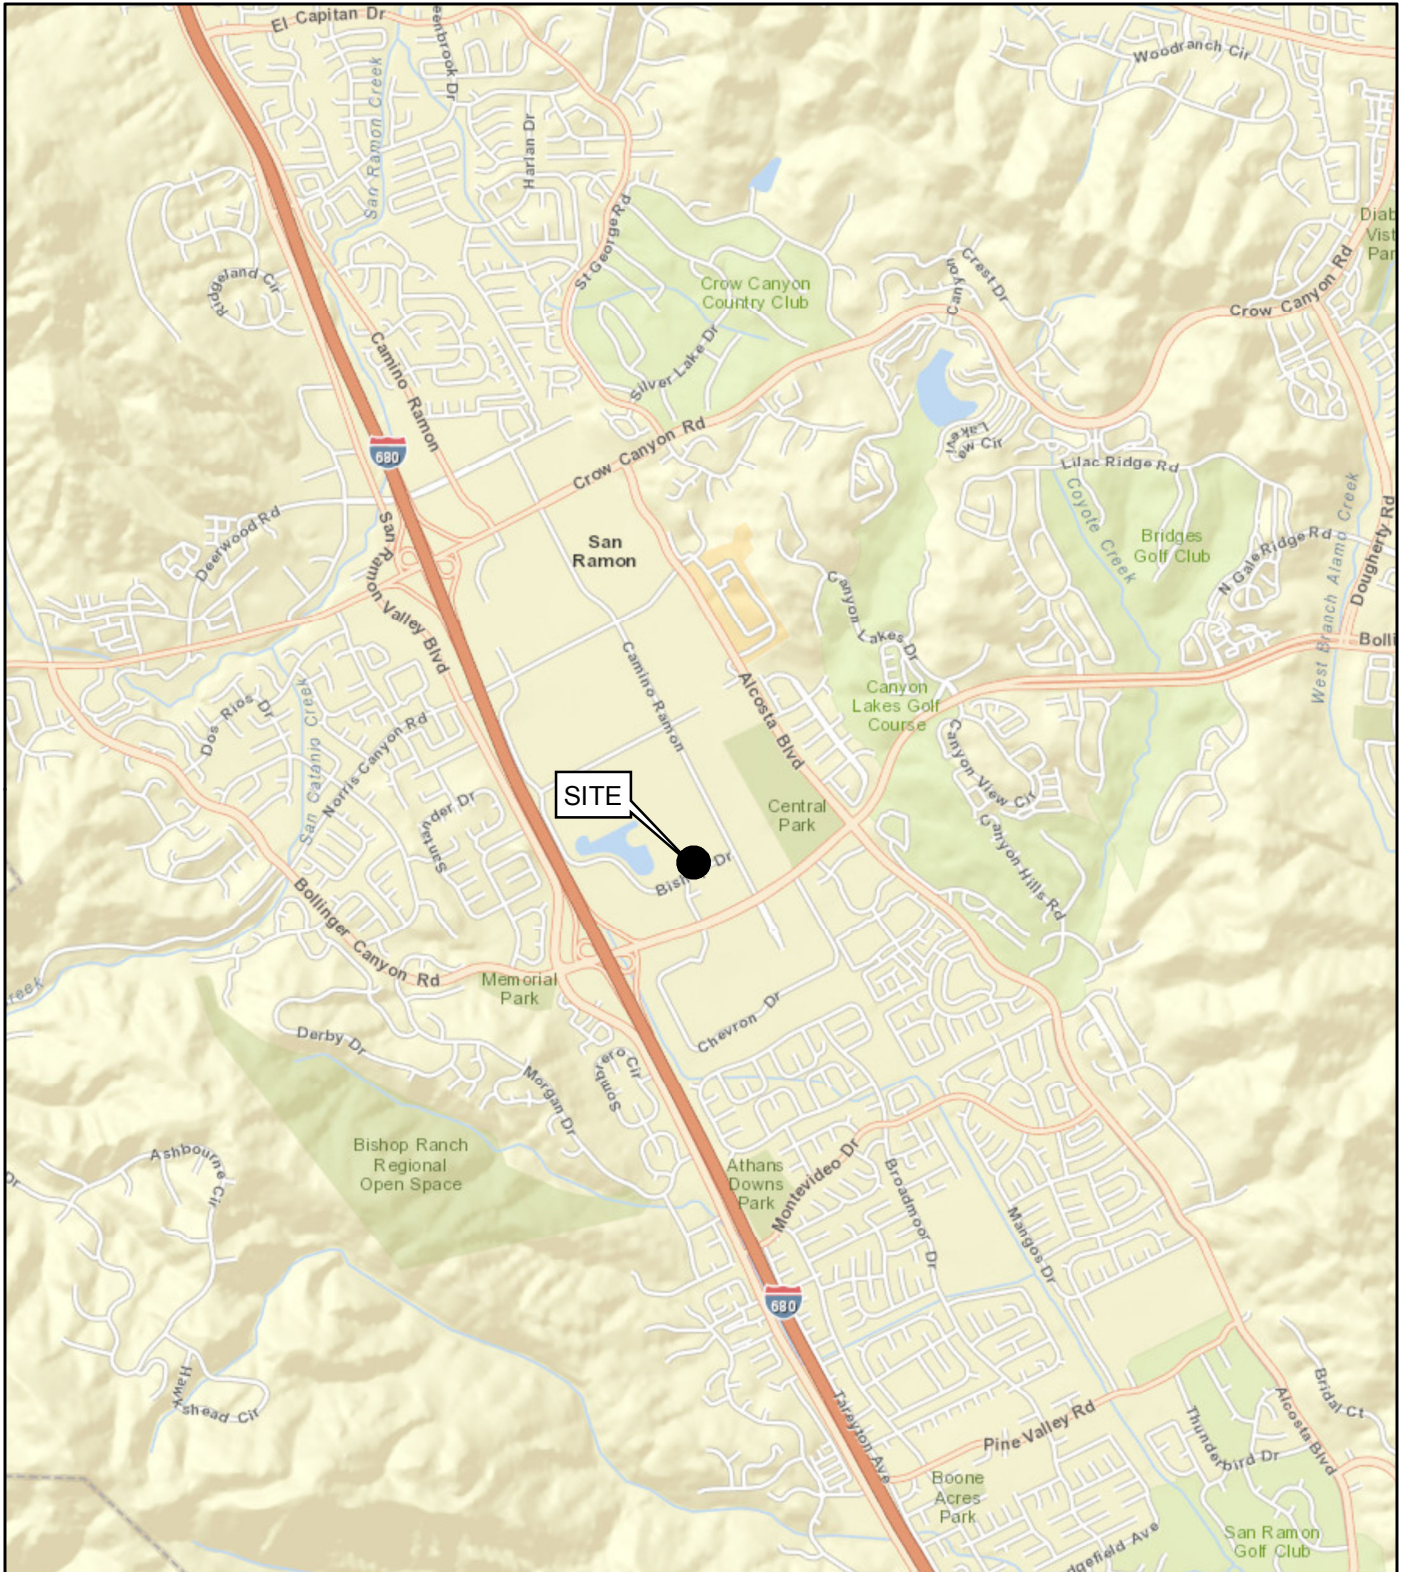 El Capitan Dr
Woodranch Cir
San Ramon Creek
Harlan Dr
St George Rd
Ridgeland Cir
Crow Canyon
Country Club
Crest Dr
Canyon
Crow Canyon Rd
Camino Ramon
Silver Lake Dr
Crow Canyon Rd
680
Lilac Ridge Rd
Coyote Creek
Bridges
Golf Club
N Gale Ridge Rd
West Branch Alamo Creek
Dougherty Rd
Deerwood Rd
San Ramon Valley Blvd
San
Ramon
Canyon Lakes Dr
Camino Ramon
Alcosta Blvd
Canyon
Lakes Golf
Course
Canyon View Cir
Dos Rios Dr
San Catanio Creek
Norris Canyon Rd
Santander Dr
SITE
Central
Park
Canyon Hills Rd
Dr
Bollinger Canyon Rd
Memorial
Park
Chevron Dr
Derby Dr
Morgan Dr
Sombrero Cir
Bishop Ranch
Regional
Open Space
Ashbourne Cir
Dr
Athans
Downs
Park
Montevideo Dr
Broadmoor Dr
Mangos Dr
680
Hawkshead Cir
Tareyton Ave
Pine Valley Rd
Boone
Acres
Park
Thunderbird Dr
Alcosta Blvd
Bridal Ct
San Ramon
Golf Club